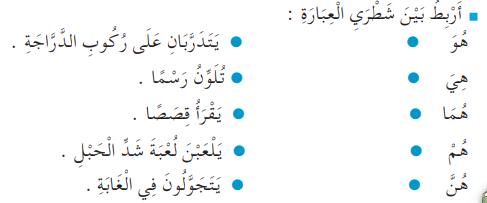 ▪ أَرْبِطُ بَيْنَ شَطْرَيِ الْعِبَارَةِ :
هُوَ ● ● يَتَدَرَّبَانِ عَلَى رُكُوبِ الدَّرَّاجَةِ .
هِيَ ● ● تُلَوِّنُ رَسْمًا .
هُمَا ● ● يَقْرَأُ قِصَصًا .
هُمْ ● ● يَلْعَبْنَ لُعْبَةَ شَدِّ الْحَبْلِ .
هُنَّ ● ● يَتَجَوَّلُونَ فِي الْغَابَةِ .